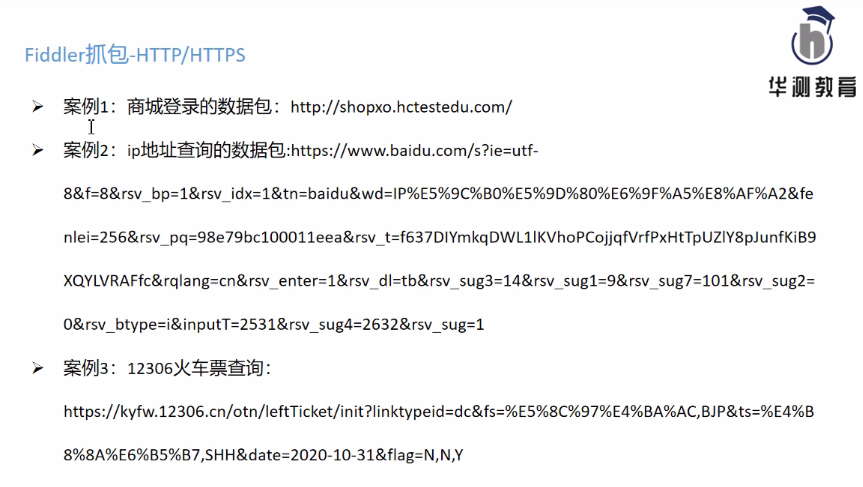 Fiddler抓包-HTTP/HTTPS
h
华测教育
➤ 案例1：商城登录的数据包：http://shopxo.hctestedu.com/
➤ 案例2：ip地址查询的数据包:https://www.baidu.com/s?ie=utf-
8&f=8&rsv_bp=1&rsv_idx=1&tn=baidu&wd=IP%E5%9C%B0%E5%9D%80%E6%9F%A5%E8%AF%A2&fe
nlei=256&rsv_pq=98e79bc100011eea&rsv_t=f637DIYmkqDWL1lKVhoPCojjqfVrfPxHtTpUZlY8pJunfKiB9
XQYLVRAFfc&rqlang=cn&rsv_enter=1&rsv_dl=tb&rsv_sug3=14&rsv_sug1=9&rsv_sug7=101&rsv_sug2=
0&rsv_btype=i&inputT=2531&rsv_sug4=2632&rsv_sug=1
➤ 案例3：12306火车票查询：
https://kyfw.12306.cn/otn/leftTicket/init?linktypeid=dc&fs=%E5%8C%97%E4%BA%AC,BJP&ts=%E4%B
8%8A%E6%B5%B7,SHH&date=2020-10-31&flag=N,N,Y